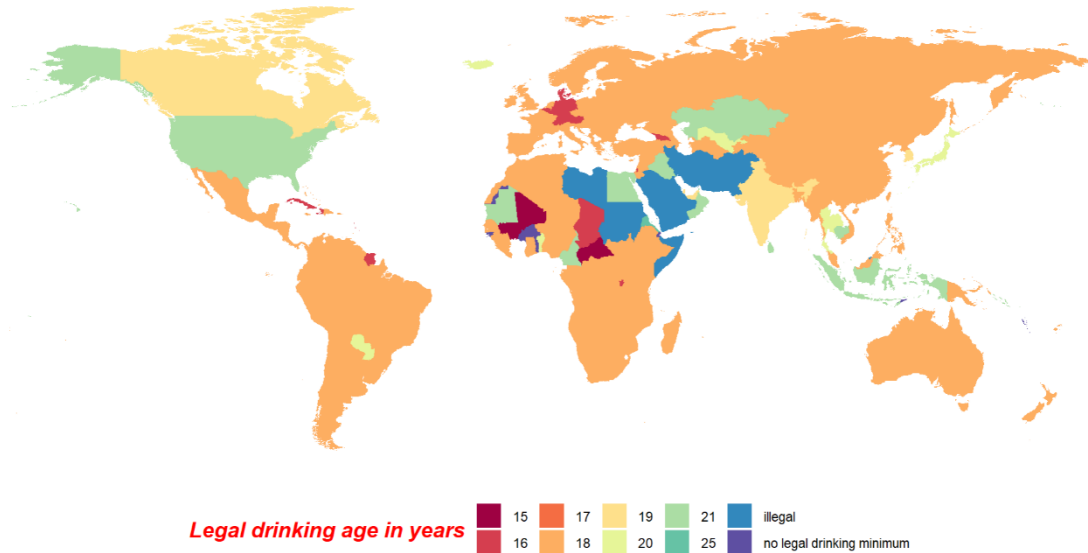 Legal drinking age in years
15 17 19 21 illegal
16 18 20 25 no legal drinking minimum